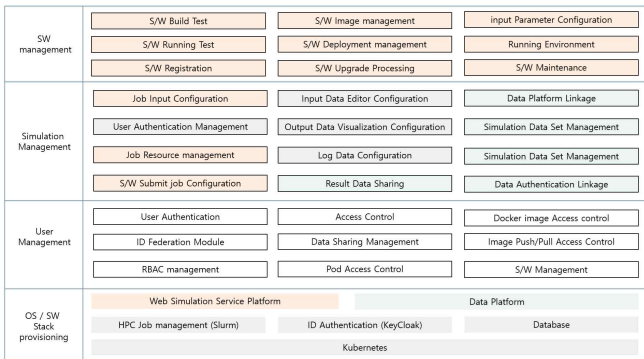 SW
management
S/W Build Test
S/W Image management
input Parameter Configuration
S/W Running Test
S/W Deployment management
Running Environment
S/W Registration
S/W Upgrade Processing
S/W Maintenance
Simulation
Management
Job Input Configuration
Input Data Editor Configuration
Data Platform Linkage
User Authentication Management
Output Data Visualization Configuration
Simulation Data Set Management
Job Resource management
Log Data Configuration
Simulation Data Set Management
S/W Submit job Configuration
Result Data Sharing
Data Authentication Linkage
User
Management
User Authentication
Access Control
Docker image Access control
ID Federation Module
Data Sharing Management
Image Push/Pull Access Control
RBAC management
Pod Access Control
S/W Management
OS / SW
Stack
provisioning
Web Simulation Service Platform
Data Platform
HPC Job management (Slurm)
ID Authentication (KeyCloak)
Database
Kubernetes